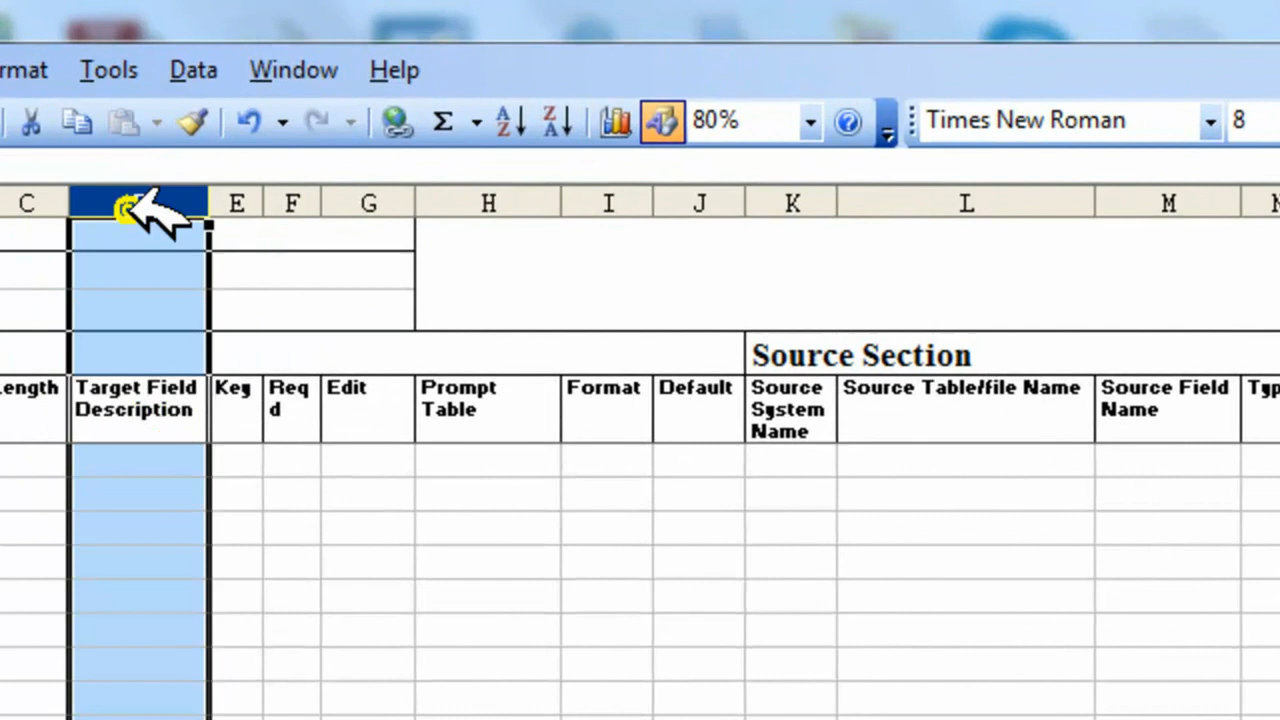 rmat Tools Data Window Help
Σ A Z Z A 80% ? Times New Roman 8
C E F G H I J K L M
Source Section
ength Target Field Description Key Req d Edit Prompt Table Format Default Source System Name Source Table/file Name Source Field Name Typ